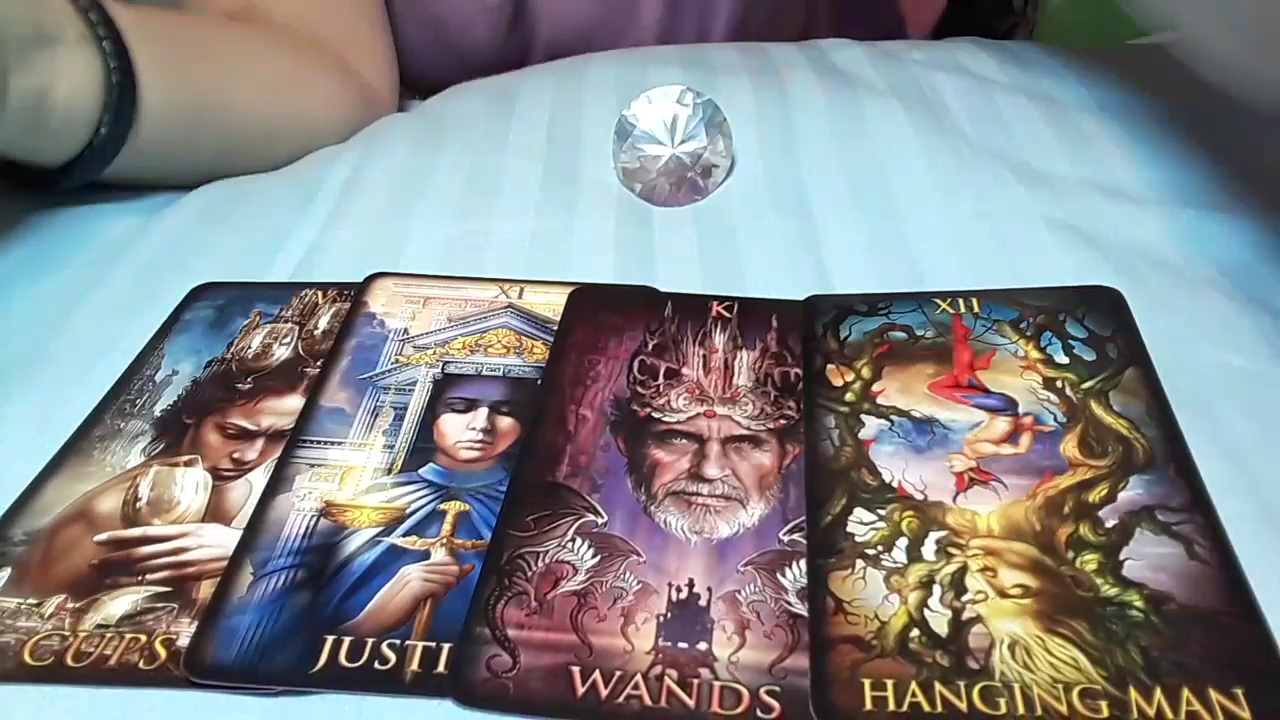 V
CUPS
XI
JUSTI
K
WANDS
XII
HANGING MAN